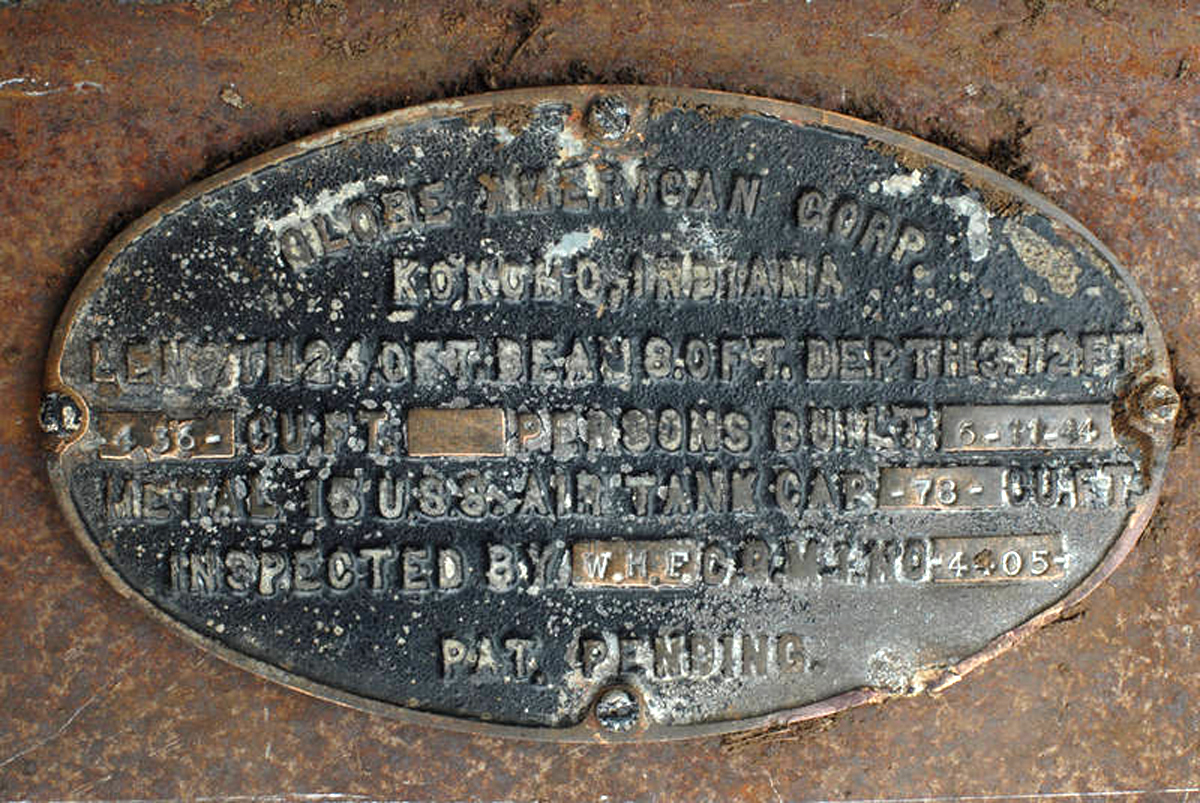 GLOBE AMERICAN CORP.
KOKOMO, INDIANA
LENGTH 24.0 FT. BEAM 8.0 FT. DEPTH 3.72 FT.
436 - CU. FT. PERSONS BUILT 6-11-44
METAL 16 U.S.S. AIR TANK CAP. - 78 - CU. FT.
INSPECTED BY W.H.F. NO -4405-
PAT. PENDING.